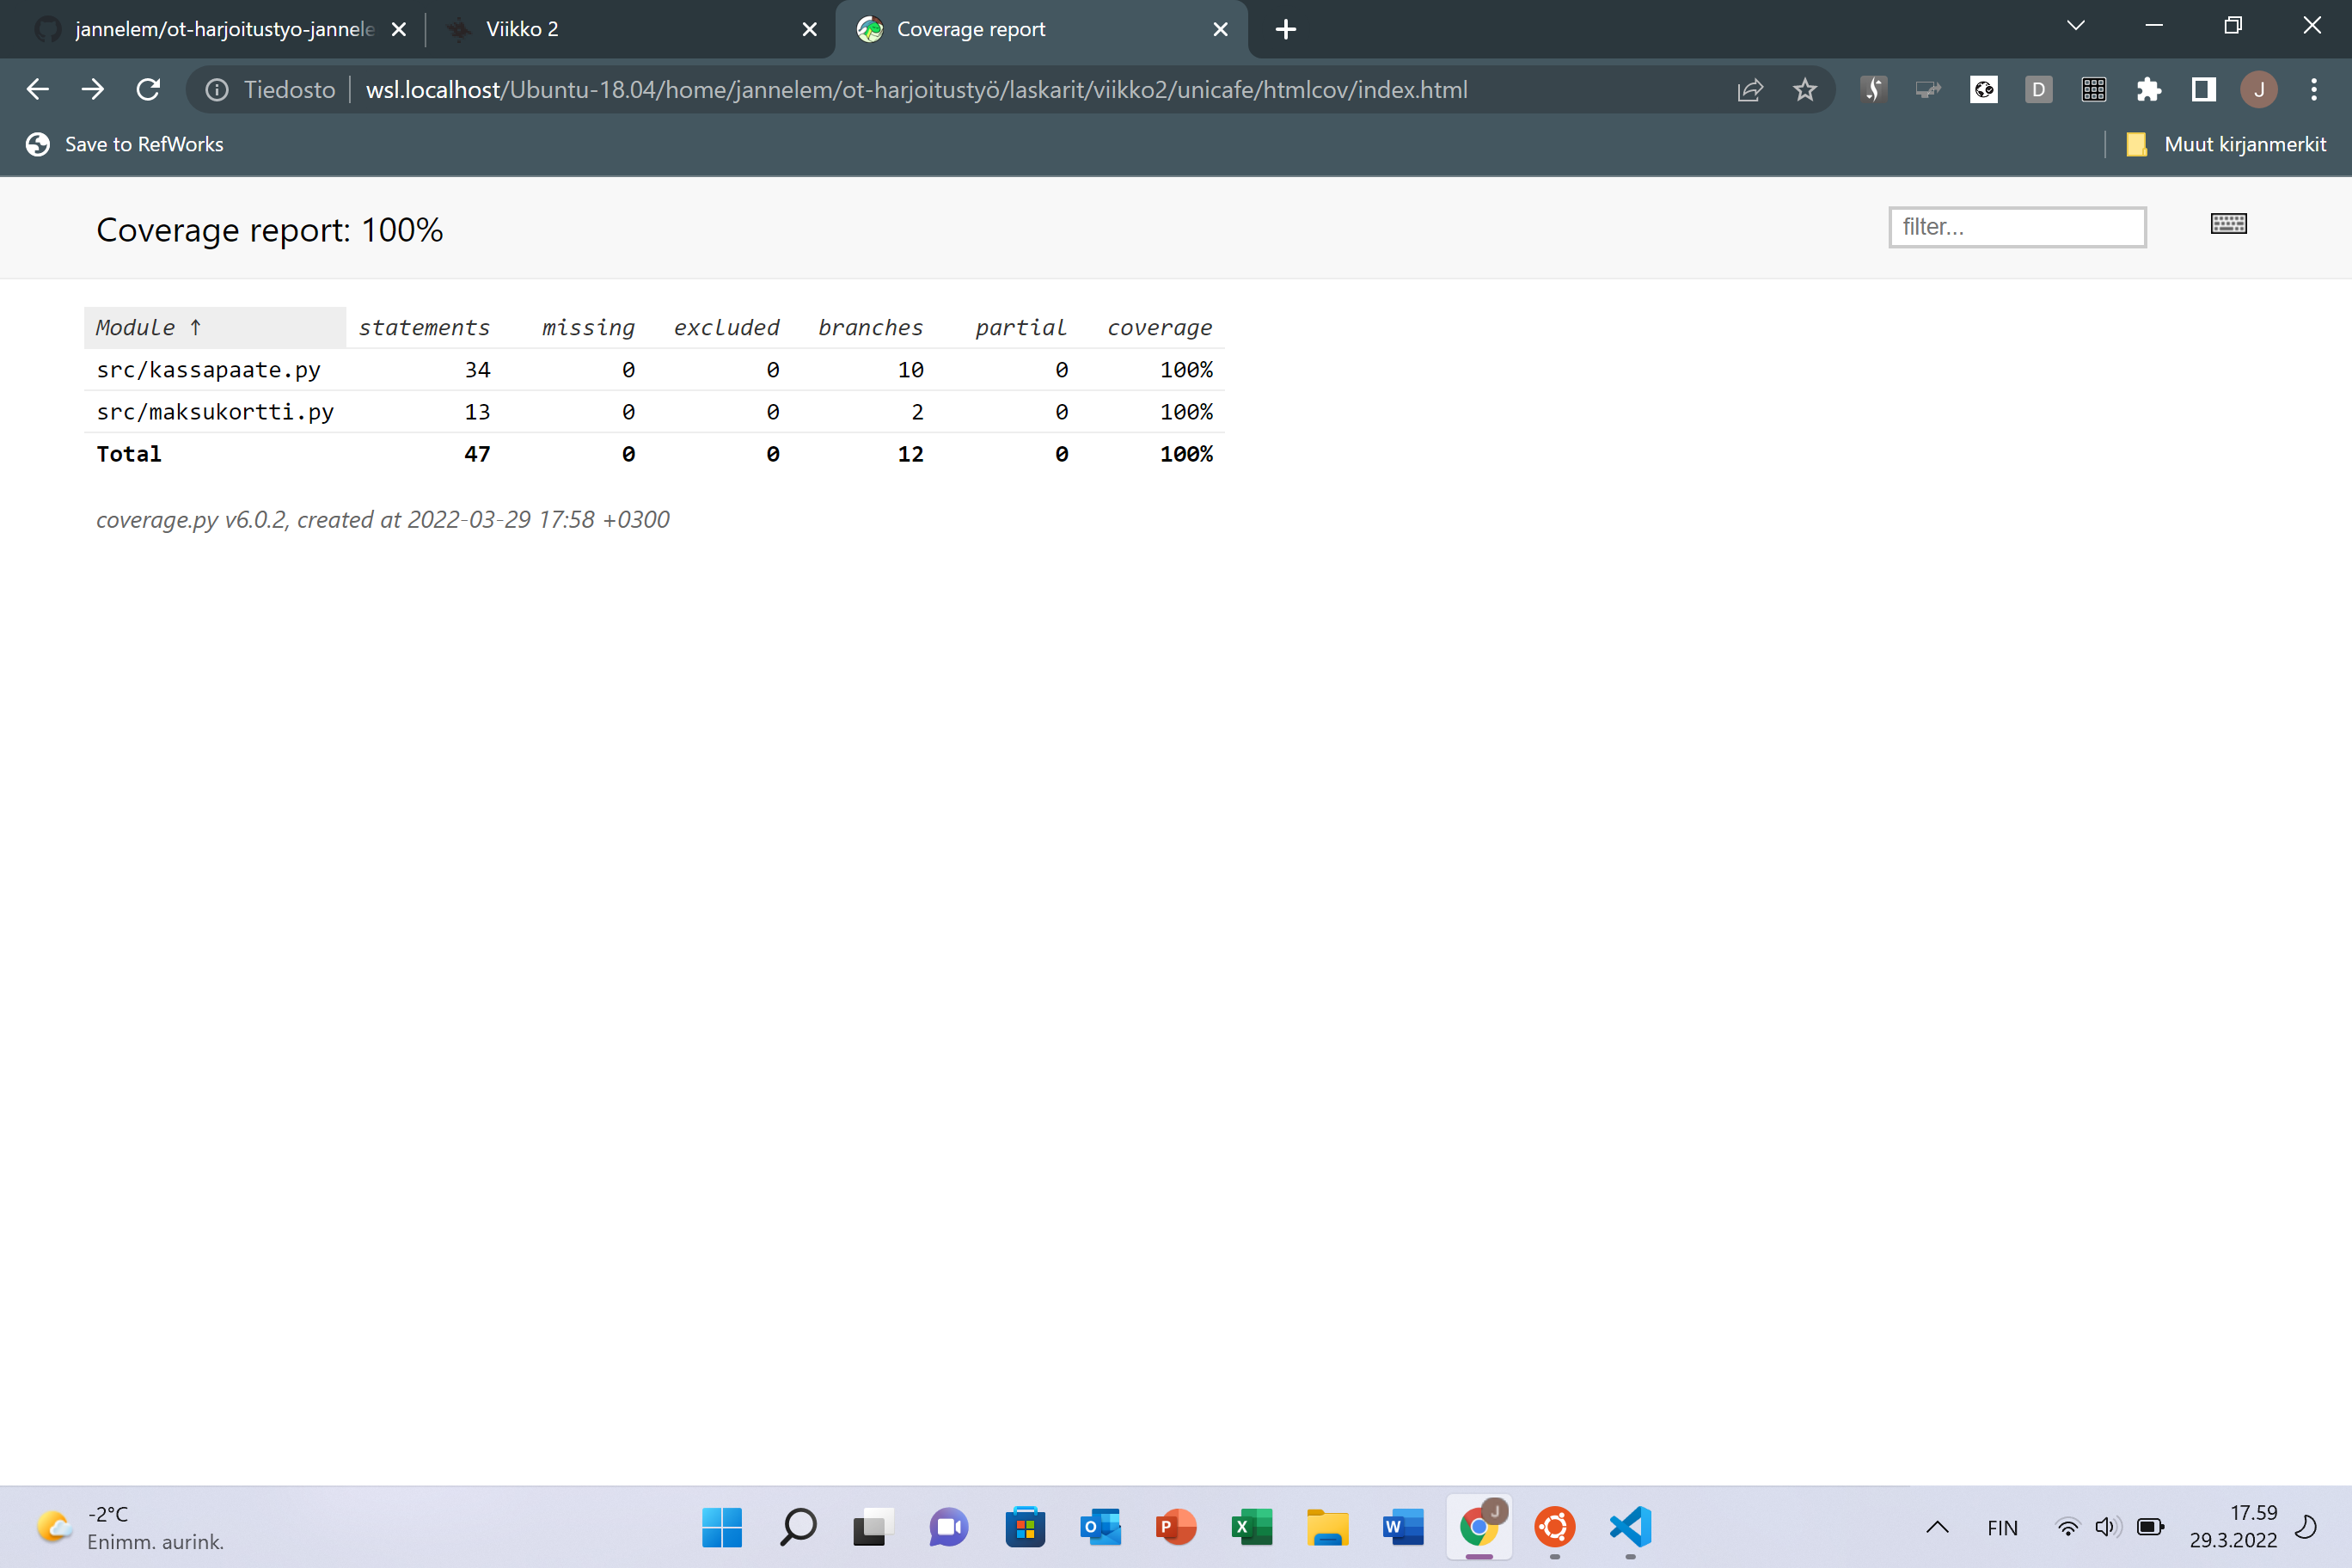 jannelem/ot-harjoitustyo-jannele
Viikko 2
Coverage report
Tiedosto
wsl.localhost/Ubuntu-18.04/home/jannelem/ot-harjoitustyö/laskarit/viikko2/unicafe/htmlcov/index.html
D
J
Save to RefWorks
Muut kirjanmerkit
Coverage report: 100%
filter...
Module ↑ statements missing excluded branches partial coverage
src/kassapaate.py 34 0 0 10 0 100%
src/maksukortti.py 13 0 0 2 0 100%
Total 47 0 0 12 0 100%
coverage.py v6.0.2, created at 2022-03-29 17:58 +0300
-2°C
Enimm. aurink.
O
P
X
W
J
FIN
17.59
29.3.2022